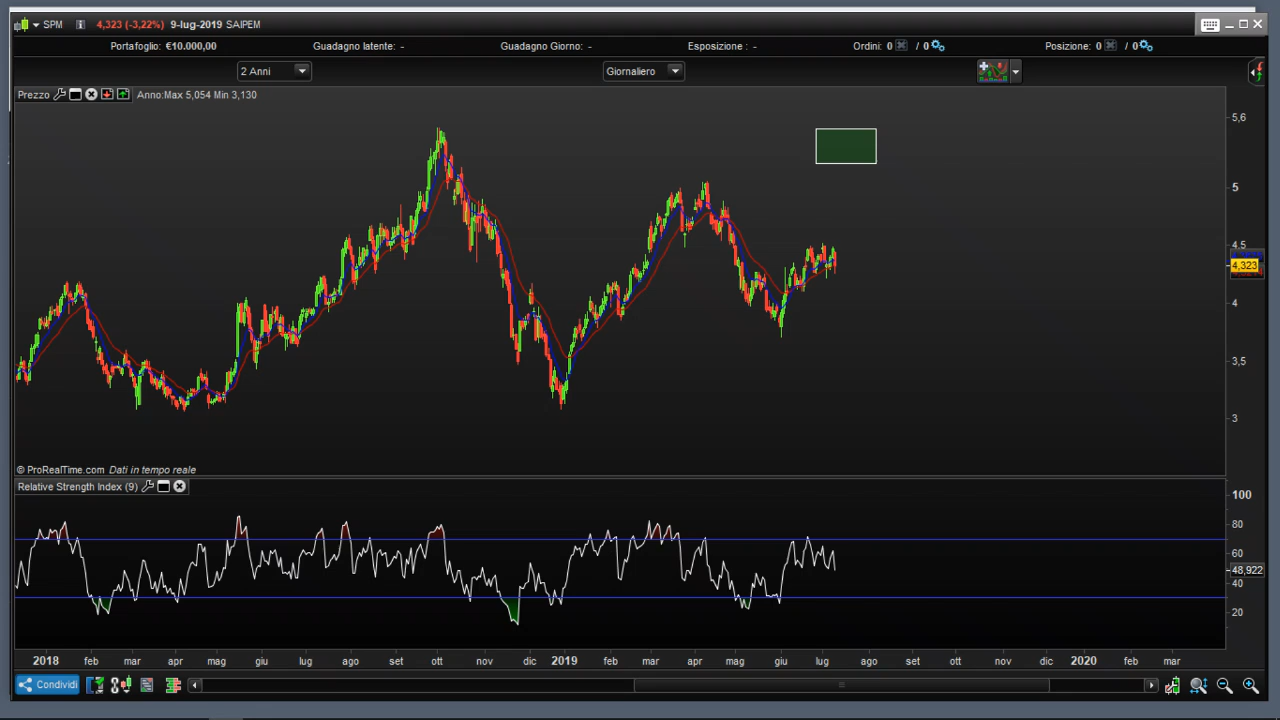 SPM 4,323 (-3,22%) 9-lug-2019 SAIPEM
Portafoglio: €10.000,00 Guadagno latente: - Guadagno Giorno: - Esposizione : - Ordini: 0 / 0 Posizione: 0 / 0
2 Anni Giornaliero
Prezzo Anno:Max 5,054 Min 3,130
5,6
5
4,5
4,323
4
3,5
3
© ProRealTime.com Dati in tempo reale
Relative Strength Index (9)
100
80
60
48,922
40
20
2018 feb mar apr mag giu lug ago set ott nov dic 2019 feb mar apr mag giu lug ago set ott nov dic 2020 feb mar
Condividi